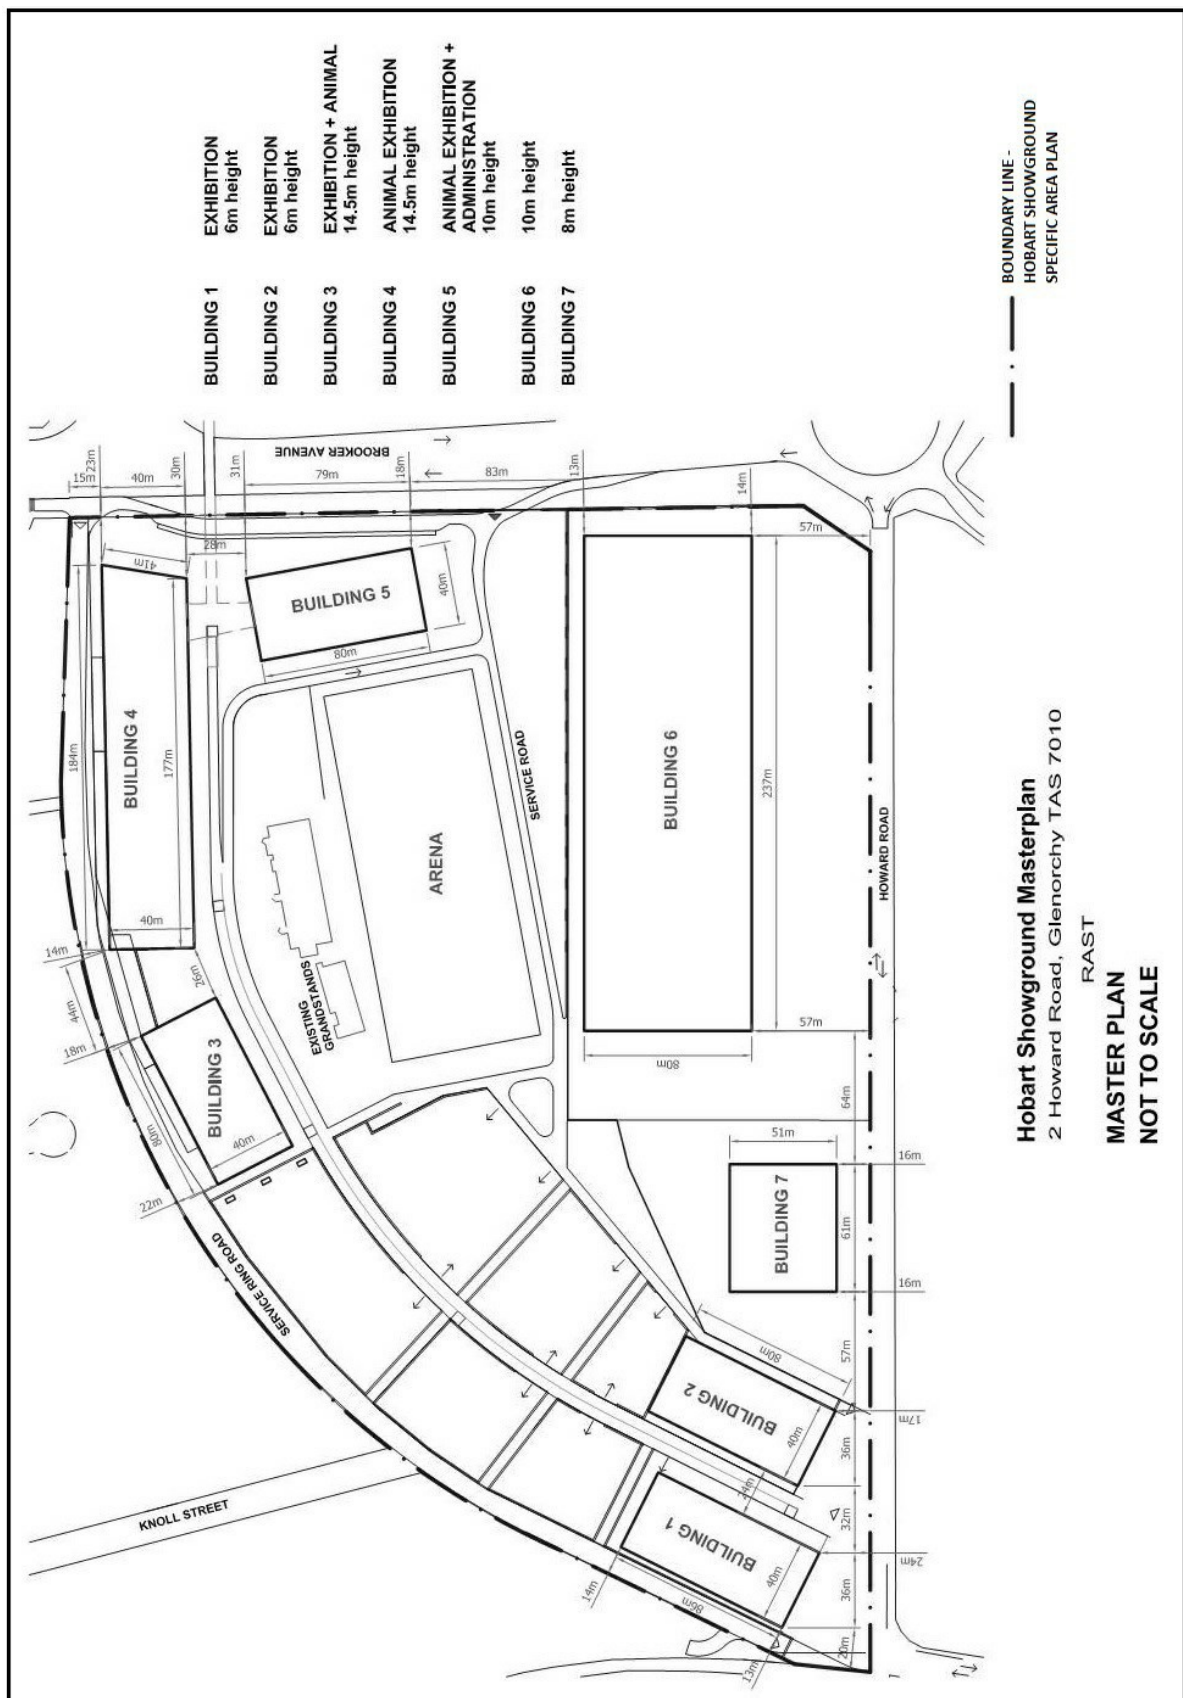 BUILDING 1 EXHIBITION
6m height
BUILDING 2 EXHIBITION
6m height
BUILDING 3 EXHIBITION + ANIMAL
14.5m height
BUILDING 4 ANIMAL EXHIBITION
14.5m height
BUILDING 5 ANIMAL EXHIBITION +
ADMINISTRATION
10m height
BUILDING 6 10m height
BUILDING 7 8m height
BOUNDARY LINE -
HOBART SHOWGROUND
SPECIFIC AREA PLAN
BROOKER AVENUE
15m
23m
40m
30m
31m
79m
18m
83m
13m
14m
57m
28m
41m
184m
BUILDING 4
177m
40m
BUILDING 5
40m
80m
14m
44m
18m
26m
BUILDING 3
40m
80m
22m
EXISTING
GRANDSTANDS
ARENA
SERVICE ROAD
BUILDING 6
237m
80m
57m
HOWARD ROAD
64m
51m
16m
BUILDING 7
61m
16m
57m
SERVICE RING ROAD
KNOLL STREET
80m
BUILDING 2
40m
17m
36m
24m
32m
BUILDING 1
40m
24m
36m
14m
86m
13m
20m
Hobart Showground Masterplan
2 Howard Road, Glenorchy TAS 7010
RAST
MASTER PLAN
NOT TO SCALE